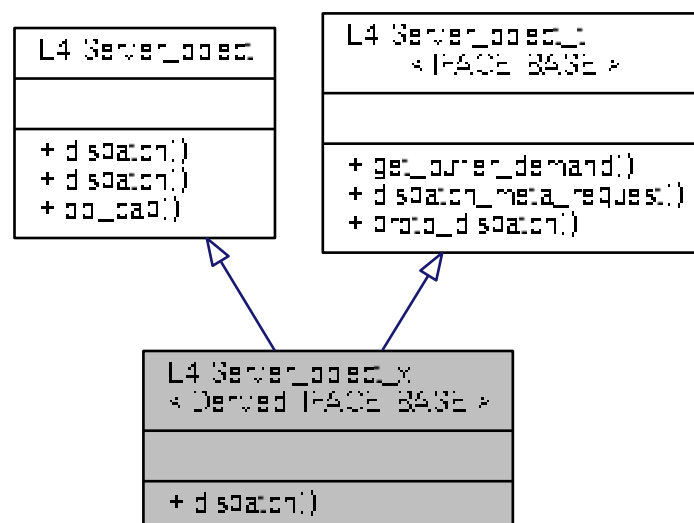 L4::Server_object
+ dispatch()
+ dispatch()
+ obj_cap()
L4::Server_object_t
< IFACE, BASE >
+ get_buffer_demand()
+ dispatch_meta_request()
+ proto_dispatch()
L4::Server_object_x
< Derived, IFACE, BASE >
+ dispatch()